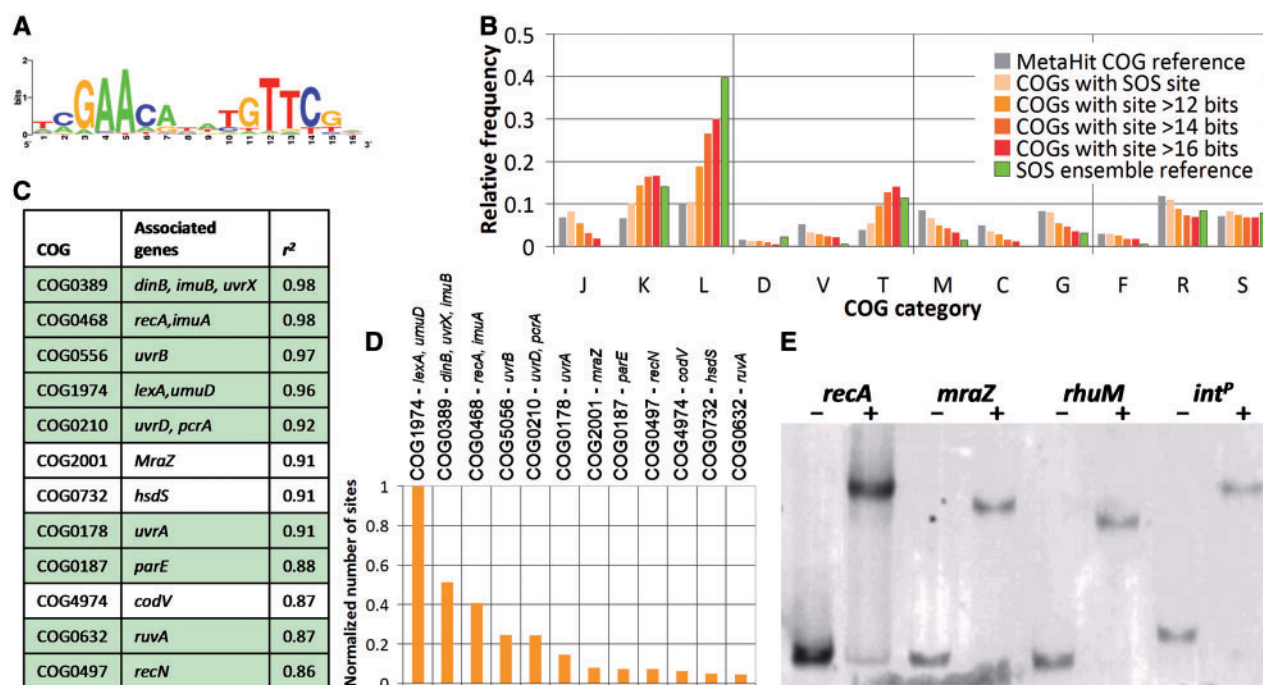 A
2
1
0
bits
T C G A A C A T G T T C G
5′ 1 2 3 4 5 6 7 8 9 10 11 12 13 14 15 16 3′
B
Relative frequency
0.5
0.4
0.3
0.2
0.1
0
MetaHit COG reference
COGs with SOS site
COGs with site >12 bits
COGs with site >14 bits
COGs with site >16 bits
SOS ensemble reference
J K L D V T M C G F R S
COG category
C
COG Associated genes r²
COG0389 dinB, imuB, uvrX 0.98
COG0468 recA,imuA 0.98
COG0556 uvrB 0.97
COG1974 lexA,umuD 0.96
COG0210 uvrD, pcrA 0.92
COG2001 MraZ 0.91
COG0732 hsdS 0.91
COG0178 uvrA 0.91
COG0187 parE 0.88
COG4974 codV 0.87
COG0632 ruvA 0.87
COG0497 recN 0.86
D
COG1974 - lexA, umuD
COG0389 - dinB, uvrX, imuB
COG0468 - recA, imuA
COG5056 - uvrB
COG0210 - uvrD, pcrA
COG0178 - uvrA
COG2001 - mraZ
COG0187 - parE
COG0497 - recN
COG4974 - codV
COG0732 - hsdS
COG0632 - ruvA
Normalized number of sites
1
0.8
0.6
0.4
0.2
0
E
recA mraZ rhuM intᴾ
− + − + − + − +